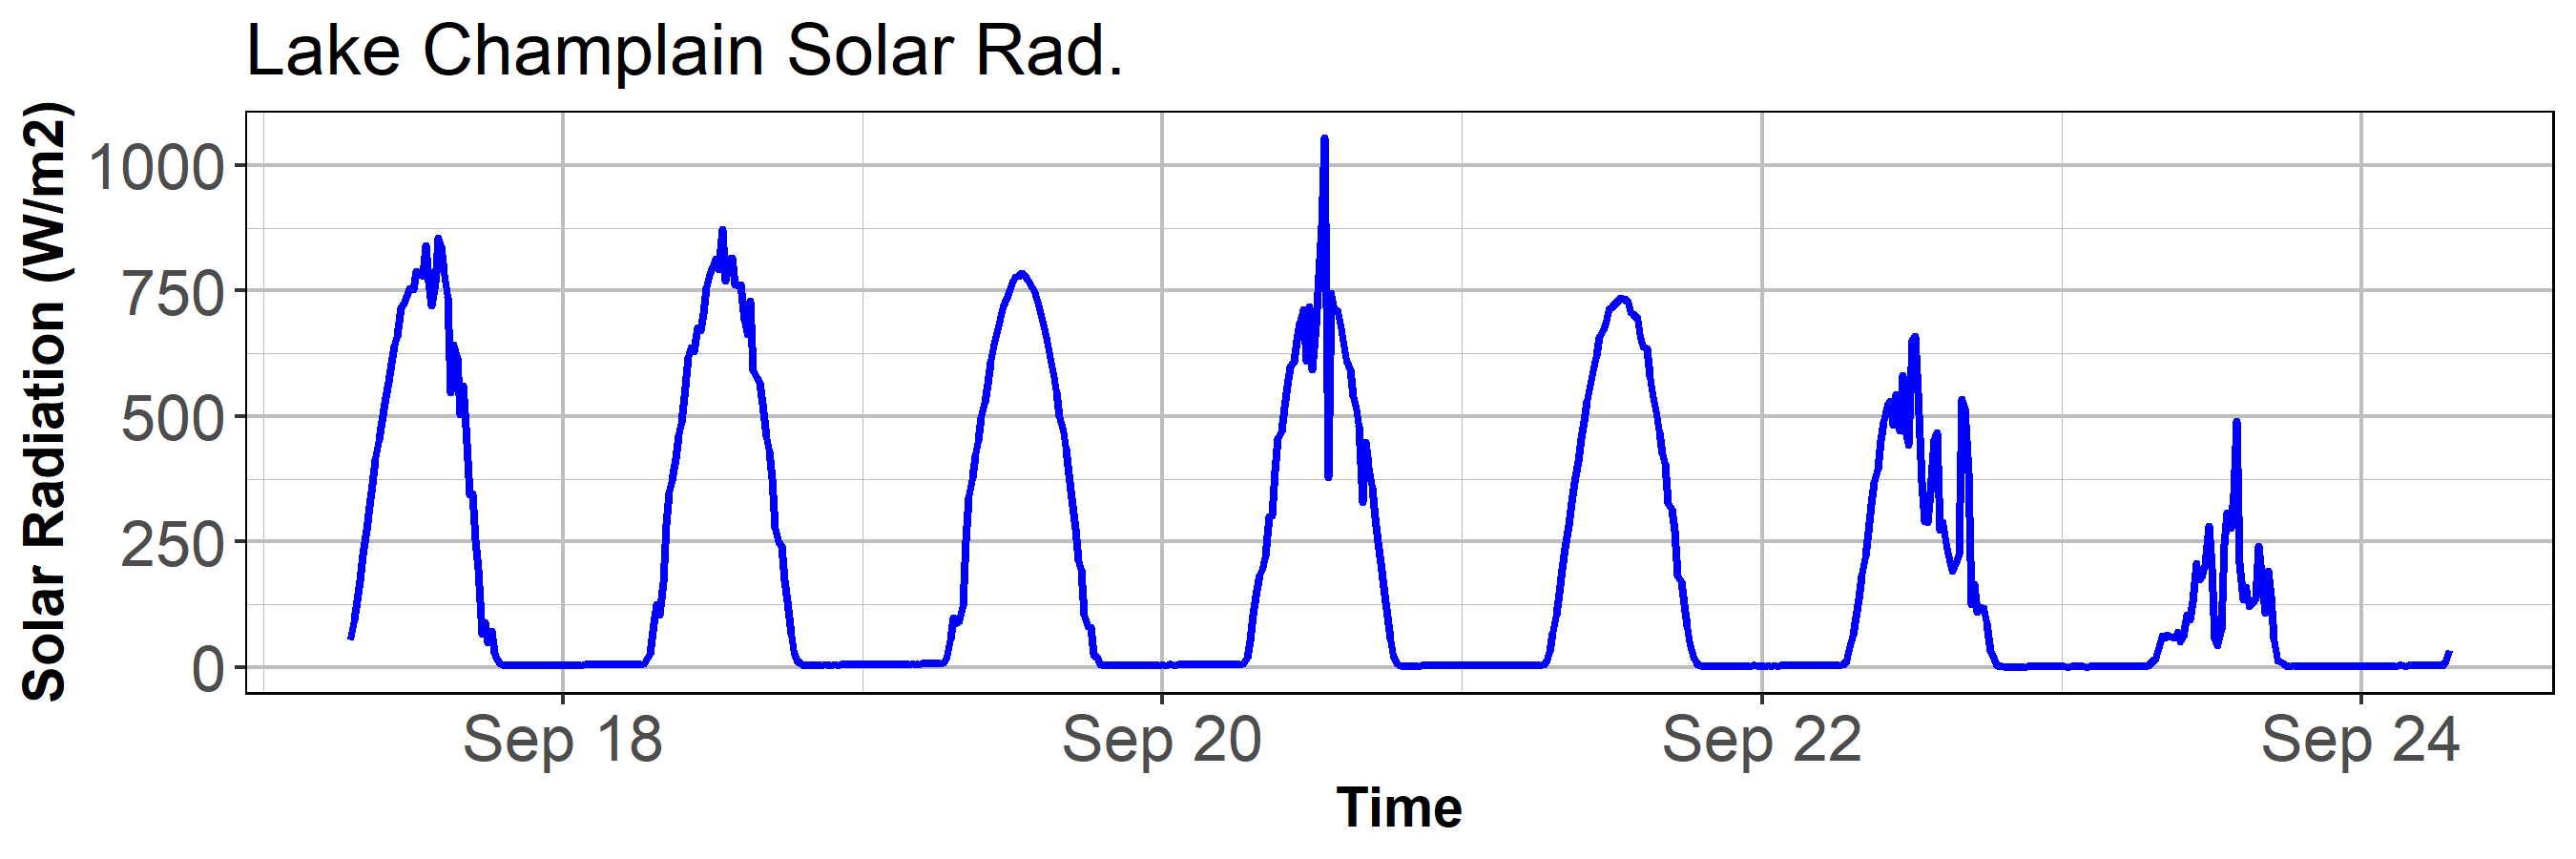 Lake Champlain Solar Rad.
Solar Radiation (W/m2)
1000
750
500
250
0
Sep 18
Sep 20
Sep 22
Sep 24
Time